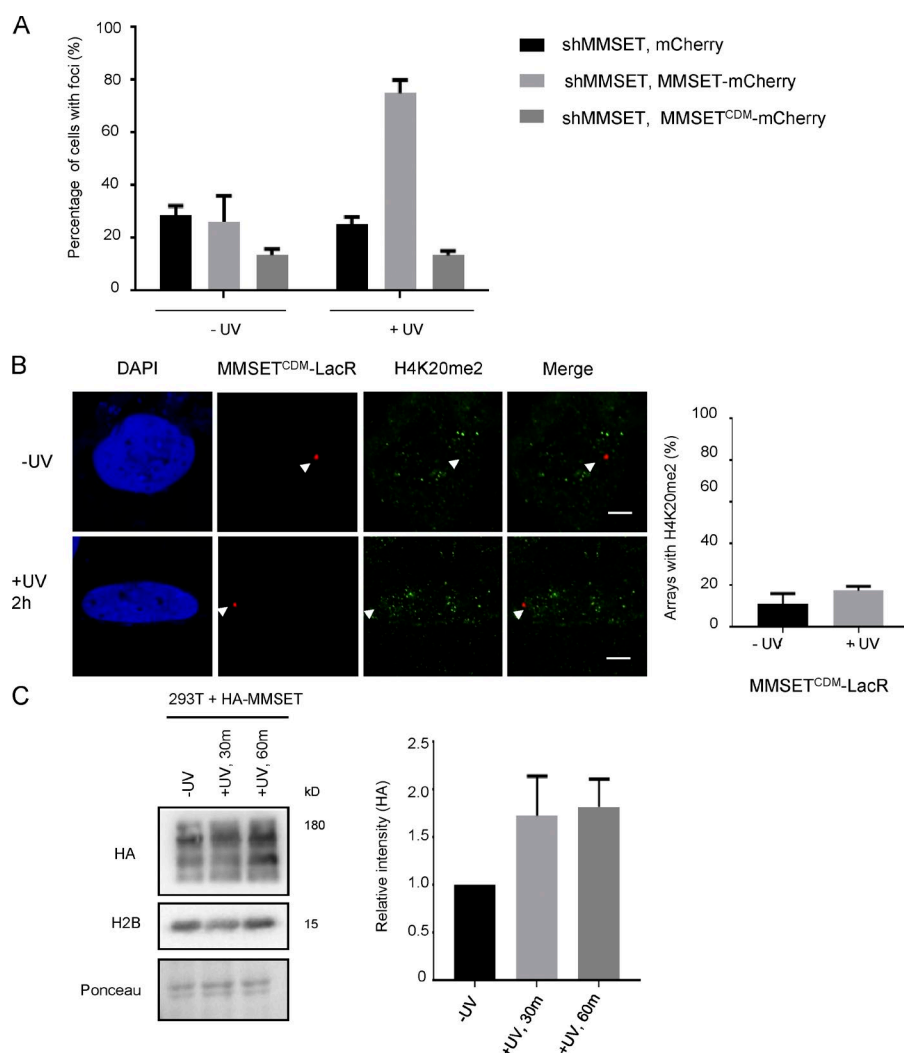 A
Percentage of cells with foci (%)
100
80
60
40
20
0
- UV
+ UV
shMMSET, mCherry
shMMSET, MMSET-mCherry
shMMSET, MMSETCDM-mCherry
B
DAPI
MMSETCDM-LacR
H4K20me2
Merge
-UV
+UV
2h
Arrays with H4K20me2 (%)
100
80
60
40
20
0
- UV
+ UV
MMSETCDM-LacR
C
293T + HA-MMSET
-UV
+UV, 30m
+UV, 60m
kD
HA
180
H2B
15
Ponceau
Relative intensity (HA)
2.5
2.0
1.5
1.0
0.5
0
-UV
+UV, 30m
+UV, 60m